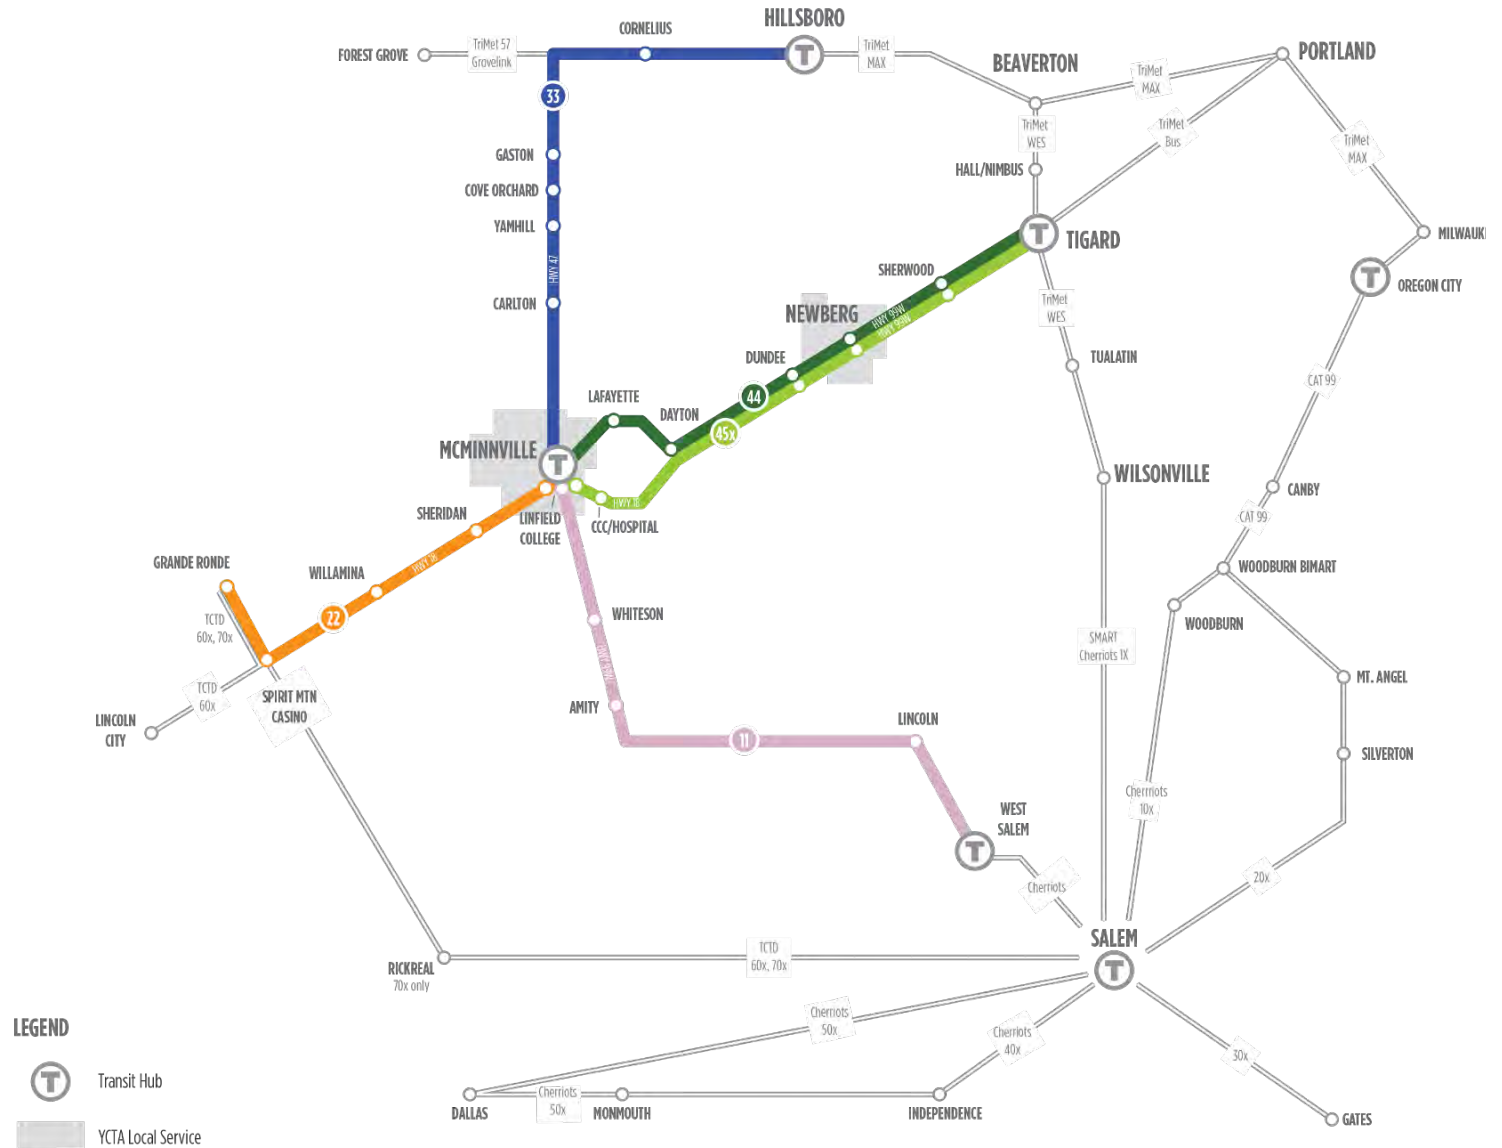 HILLSBORO
CORNELIUS
FOREST GROVE
TriMet 57
Grovelink
TriMet
MAX
BEAVERTON
PORTLAND
TriMet
MAX
33
TriMet
WES
TriMet
Bus
TriMet
MAX
GASTON
HALL/NIMBUS
COVE ORCHARD
YAMHILL
TIGARD
MILWAUKI
HWY 47
SHERWOOD
OREGON CITY
CARLTON
NEWBERG
HWY 99W
HWY 99W
TriMet
WES
DUNDEE
TUALATIN
CAT 99
LAFAYETTE
44
DAYTON
45x
MCMINNVILLE
WILSONVILLE
CANBY
SHERIDAN
LINFIELD
COLLEGE
HWY 18
CCC/HOSPITAL
CAT 99
GRANDE RONDE
WILLAMINA
HWY 18
WOODBURN BIMART
22
TCTD
60x, 70x
WHITESON
WOODBURN
SMART
Cherriots 1X
HWY 99W
MT. ANGEL
TCTD
60x
SPIRIT MTN
CASINO
AMITY
LINCOLN
CITY
LINCOLN
11
SILVERTON
Cherrriots
10x
WEST
SALEM
Cherriots
20x
SALEM
RICKREAL
70x only
TCTD
60x, 70x
Cherriots
50x
Cherriots
40x
30x
LEGEND
T Transit Hub
Cherriots
50x
DALLAS
MONMOUTH
INDEPENDENCE
GATES
YCTA Local Service